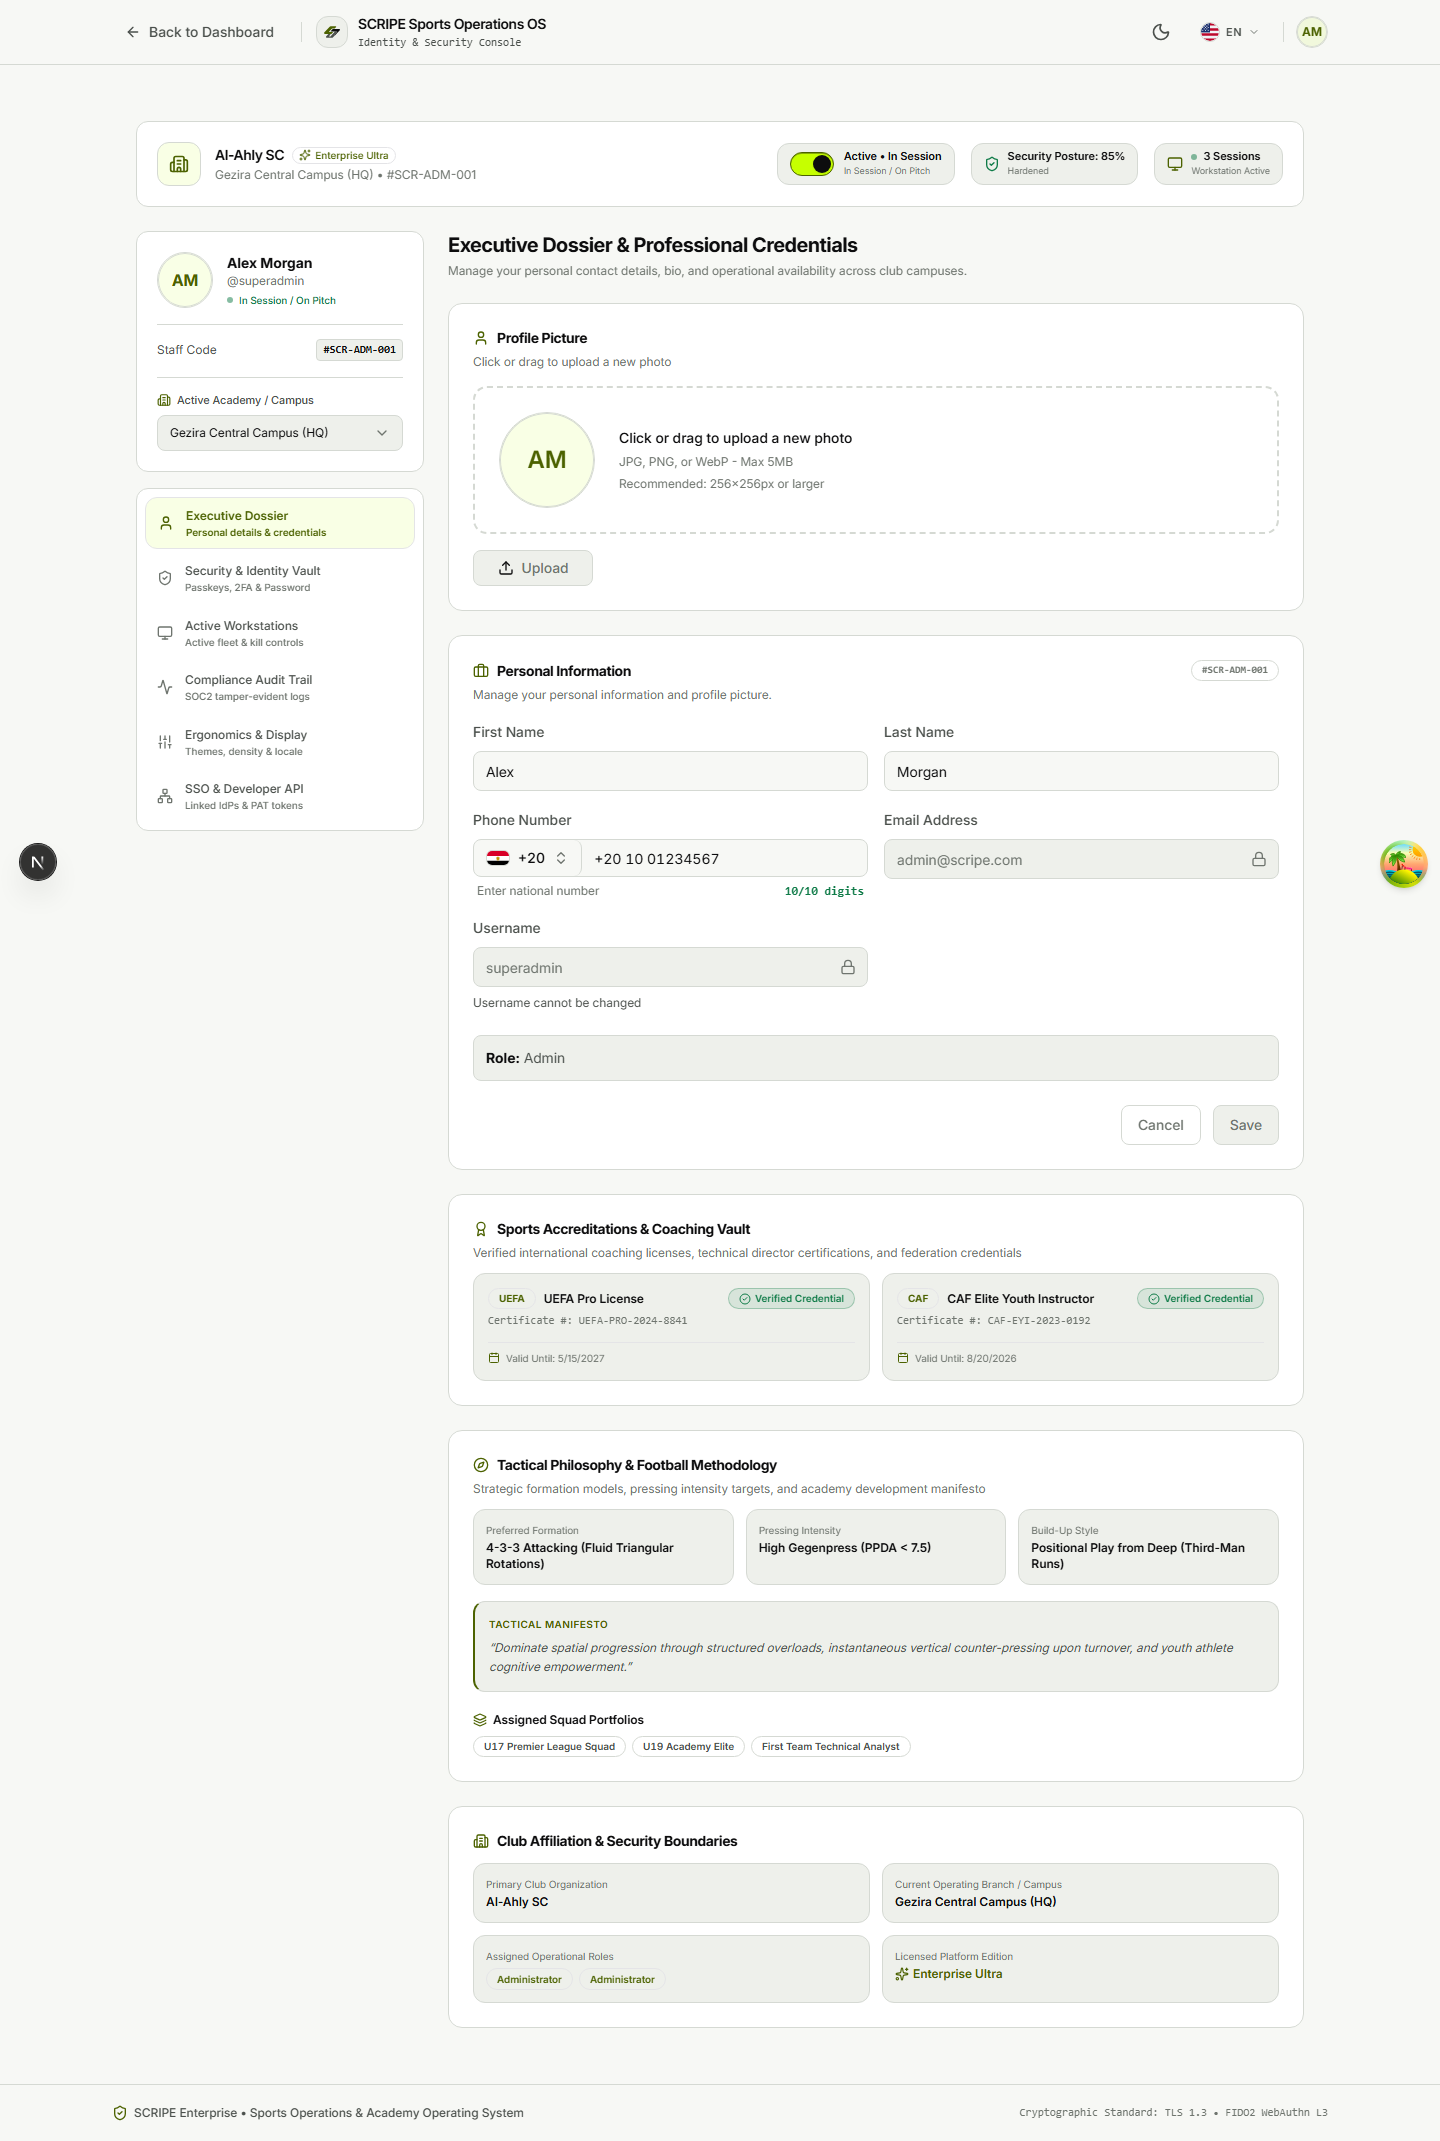 Back to Dashboard
SCRIPE Sports Operations OS
Identity & Security Console
EN
AM
Al-Ahly SC
Enterprise Ultra
Gezira Central Campus (HQ) • #SCR-ADM-001
Active • In Session
In Session / On Pitch
Security Posture: 85%
Hardened
3 Sessions
Workstation Active
AM
Alex Morgan
@superadmin
In Session / On Pitch
Staff Code
#SCR-ADM-001
Active Academy / Campus
Gezira Central Campus (HQ)
Executive Dossier
Personal details & credentials
Security & Identity Vault
Passkeys, 2FA & Password
Active Workstations
Active fleet & kill controls
Compliance Audit Trail
SOC2 tamper-evident logs
Ergonomics & Display
Themes, density & locale
SSO & Developer API
Linked IdPs & PAT tokens
N
Executive Dossier & Professional Credentials
Manage your personal contact details, bio, and operational availability across club campuses.
Profile Picture
Click or drag to upload a new photo
AM
Click or drag to upload a new photo
JPG, PNG, or WebP - Max 5MB
Recommended: 256×256px or larger
Upload
Personal Information
#SCR-ADM-001
Manage your personal information and profile picture.
First Name
Last Name
Alex
Morgan
Phone Number
Email Address
+20
+20 10 01234567
admin@scripe.com
Enter national number
10/10 digits
Username
superadmin
Username cannot be changed
Role: Admin
Cancel
Save
Sports Accreditations & Coaching Vault
Verified international coaching licenses, technical director certifications, and federation credentials
UEFA
UEFA Pro License
Verified Credential
Certificate #: UEFA-PRO-2024-8841
Valid Until: 5/15/2027
CAF
CAF Elite Youth Instructor
Verified Credential
Certificate #: CAF-EYI-2023-0192
Valid Until: 8/20/2026
Tactical Philosophy & Football Methodology
Strategic formation models, pressing intensity targets, and academy development manifesto
Preferred Formation
4-3-3 Attacking (Fluid Triangular
Rotations)
Pressing Intensity
High Gegenpress (PPDA < 7.5)
Build-Up Style
Positional Play from Deep (Third-Man
Runs)
TACTICAL MANIFESTO
"Dominate spatial progression through structured overloads, instantaneous vertical counter-pressing upon turnover, and youth athlete
cognitive empowerment."
Assigned Squad Portfolios
U17 Premier League Squad
U19 Academy Elite
First Team Technical Analyst
Club Affiliation & Security Boundaries
Primary Club Organization
Al-Ahly SC
Current Operating Branch / Campus
Gezira Central Campus (HQ)
Assigned Operational Roles
Administrator
Administrator
Licensed Platform Edition
Enterprise Ultra
SCRIPE Enterprise • Sports Operations & Academy Operating System
Cryptographic Standard: TLS 1.3 • FIDO2 WebAuthn L3